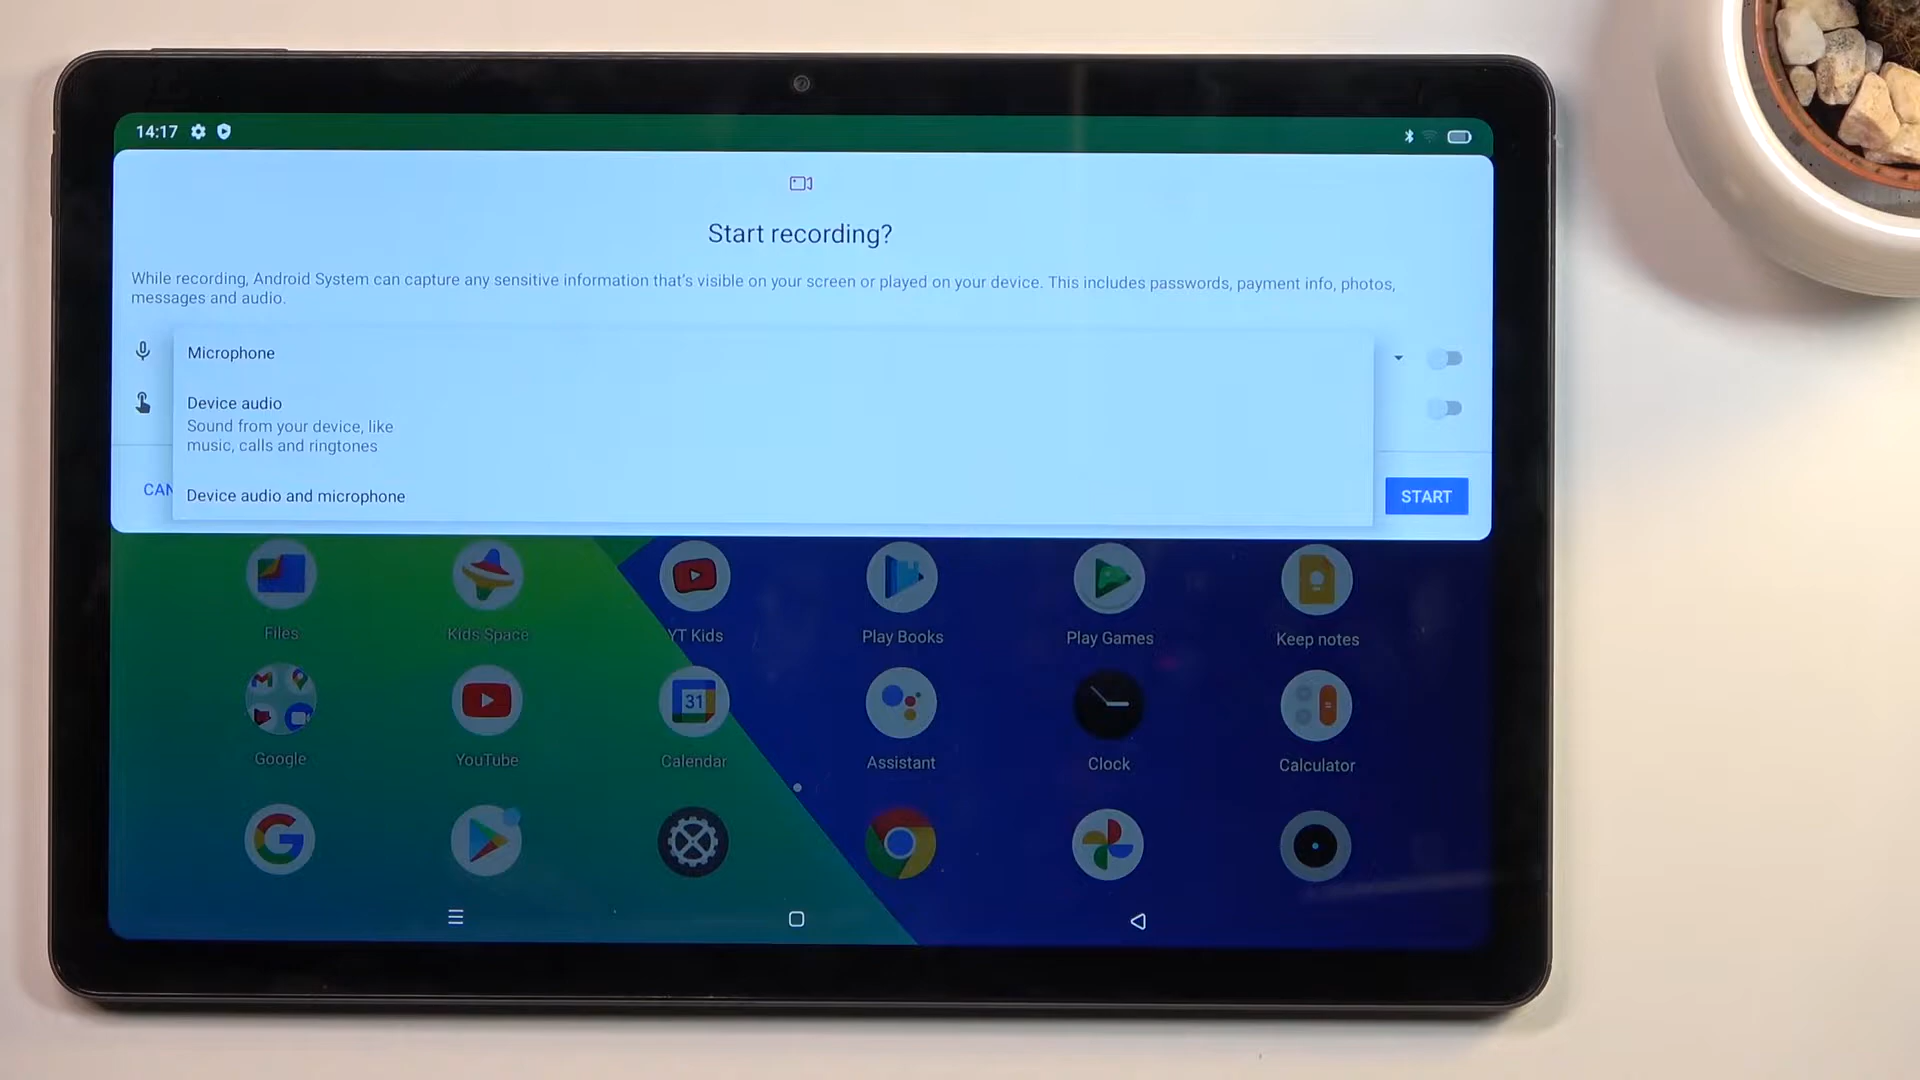 14:17
Start recording?
While recording, Android System can capture any sensitive information that's visible on your screen or played on your device. This includes passwords, payment info, photos,
messages and audio.
Microphone
Device audio
Sound from your device, like
music, calls and ringtones
Device audio and microphone
CAN
START
Files
Kids Space
YT Kids
Play Books
Play Games
Keep notes
31
Google
YouTube
Calendar
Assistant
Clock
Calculator